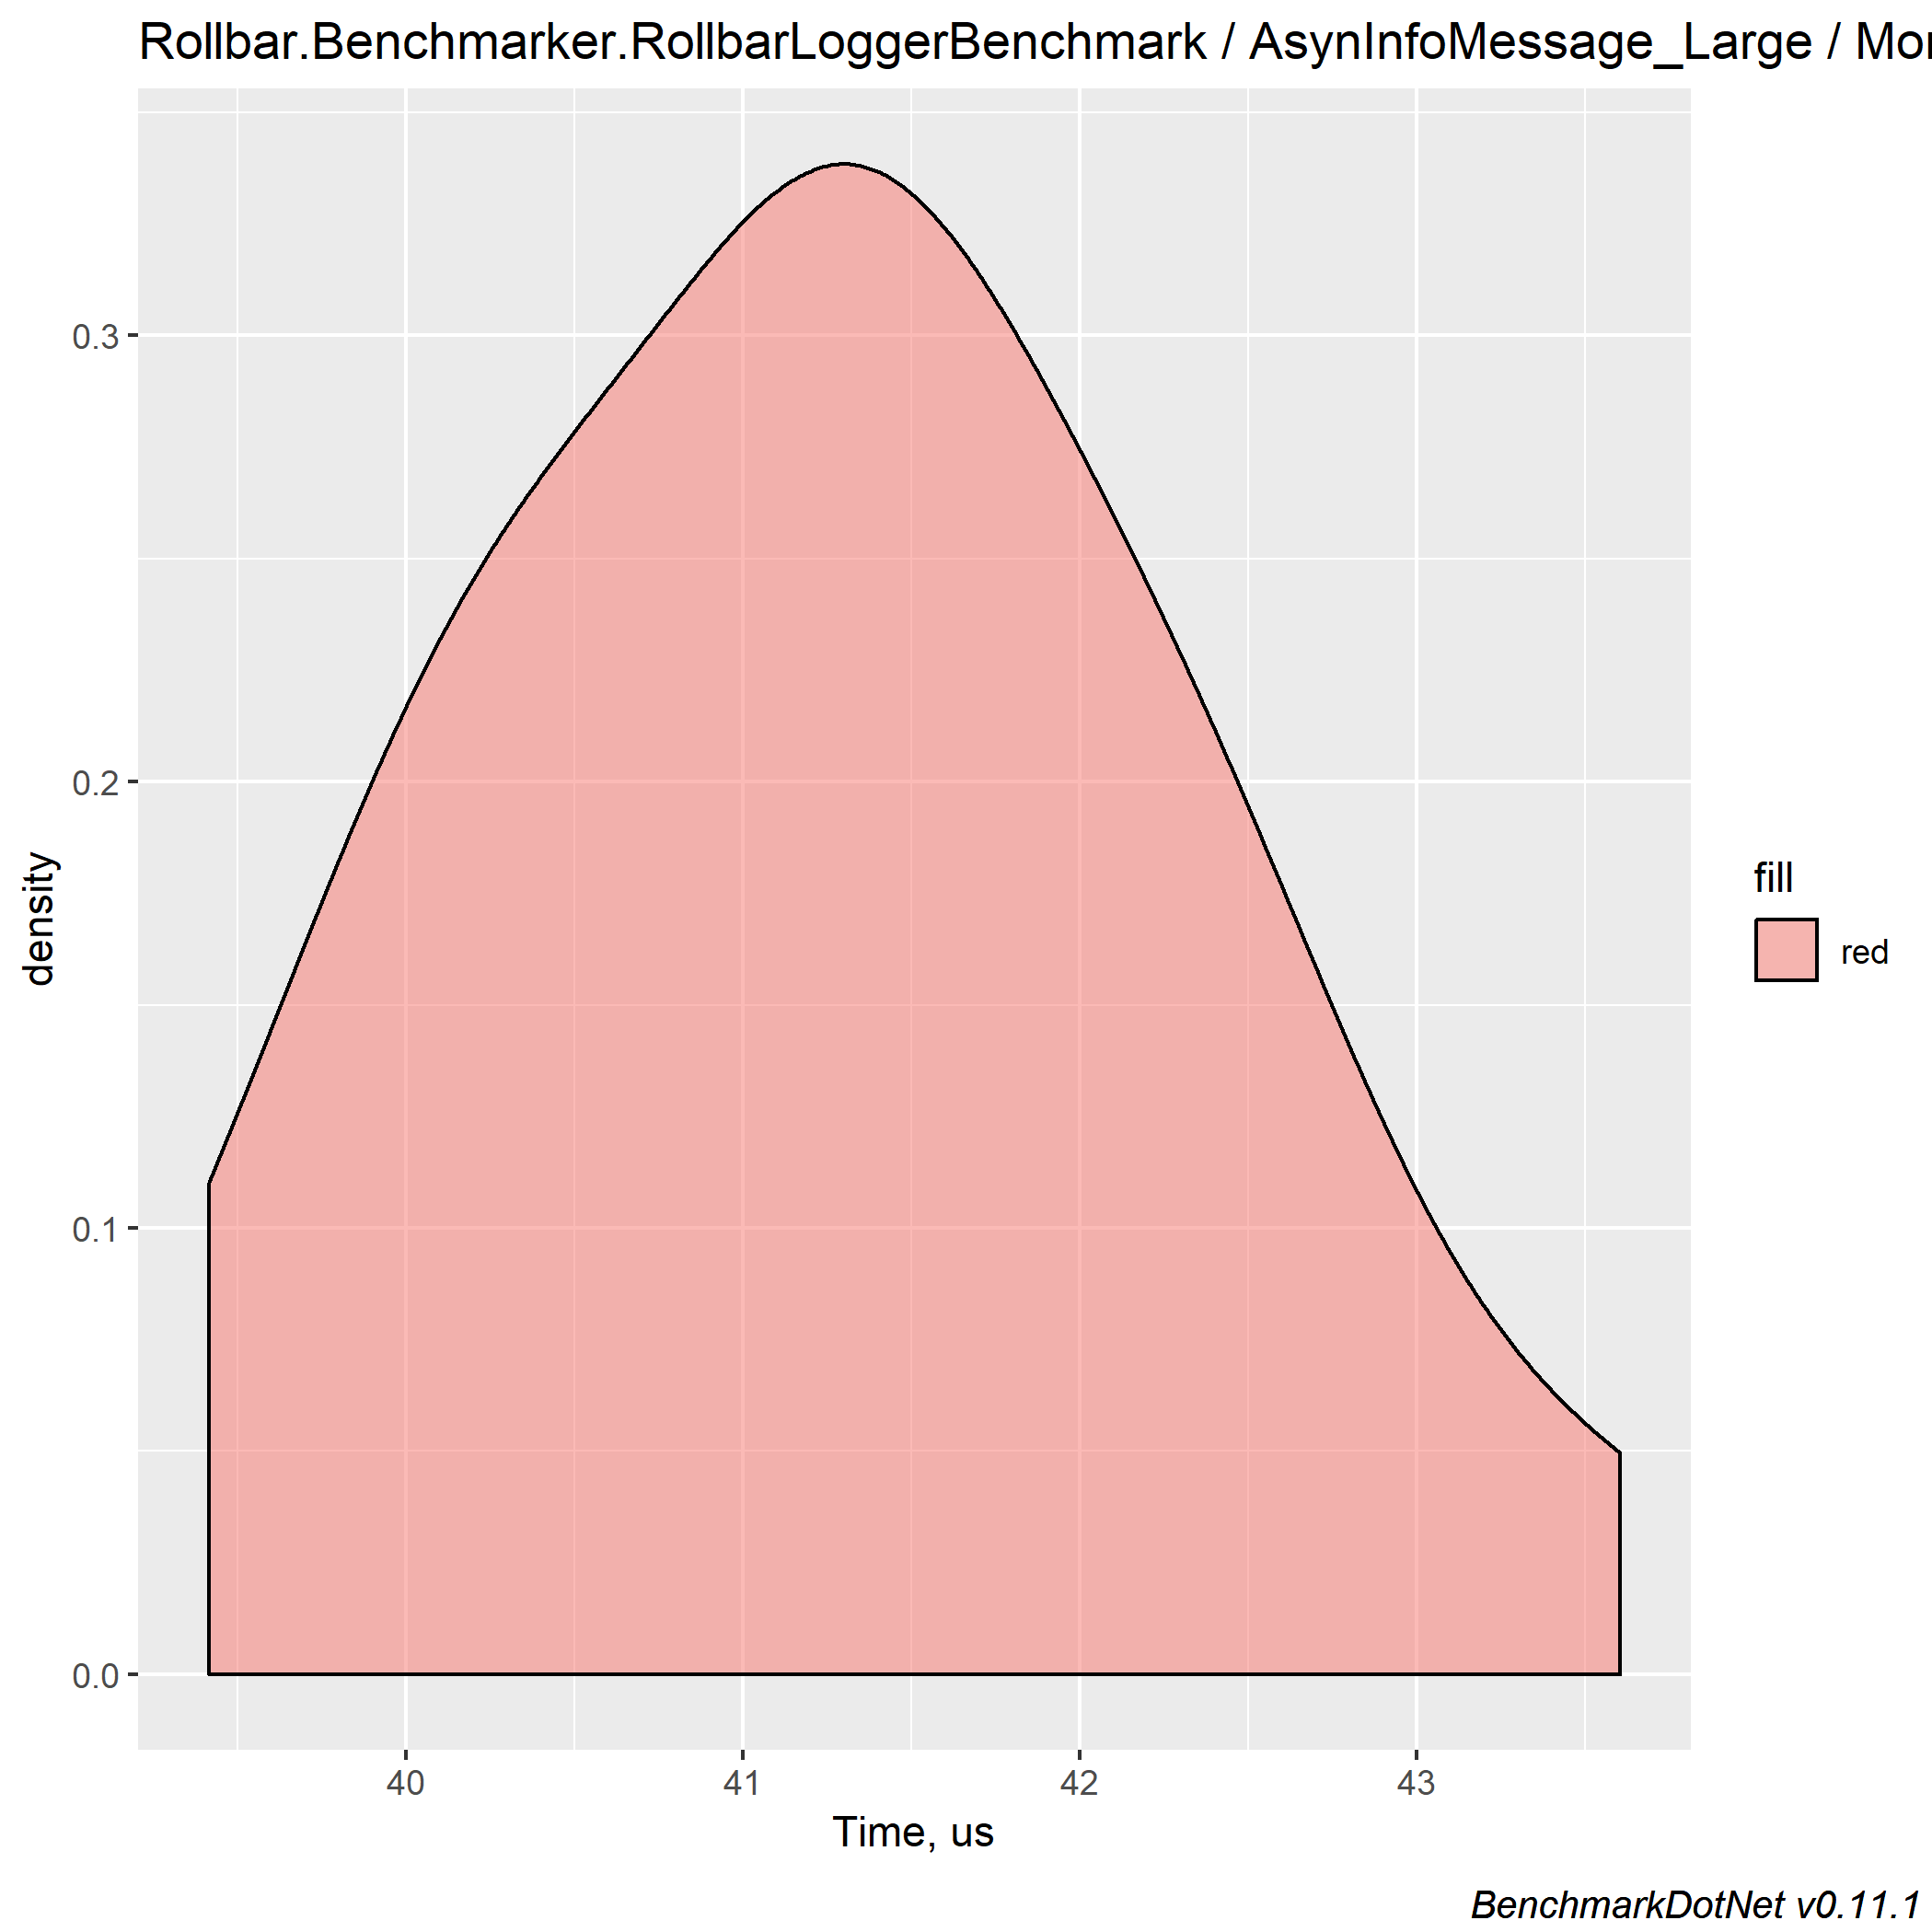 Rollbar.Benchmarker.RollbarLoggerBenchmark / AsynInfoMessage_Large / Mor
density
0.3
0.2
0.1
0.0
40 41 42 43
Time, us
fill
red
BenchmarkDotNet v0.11.1